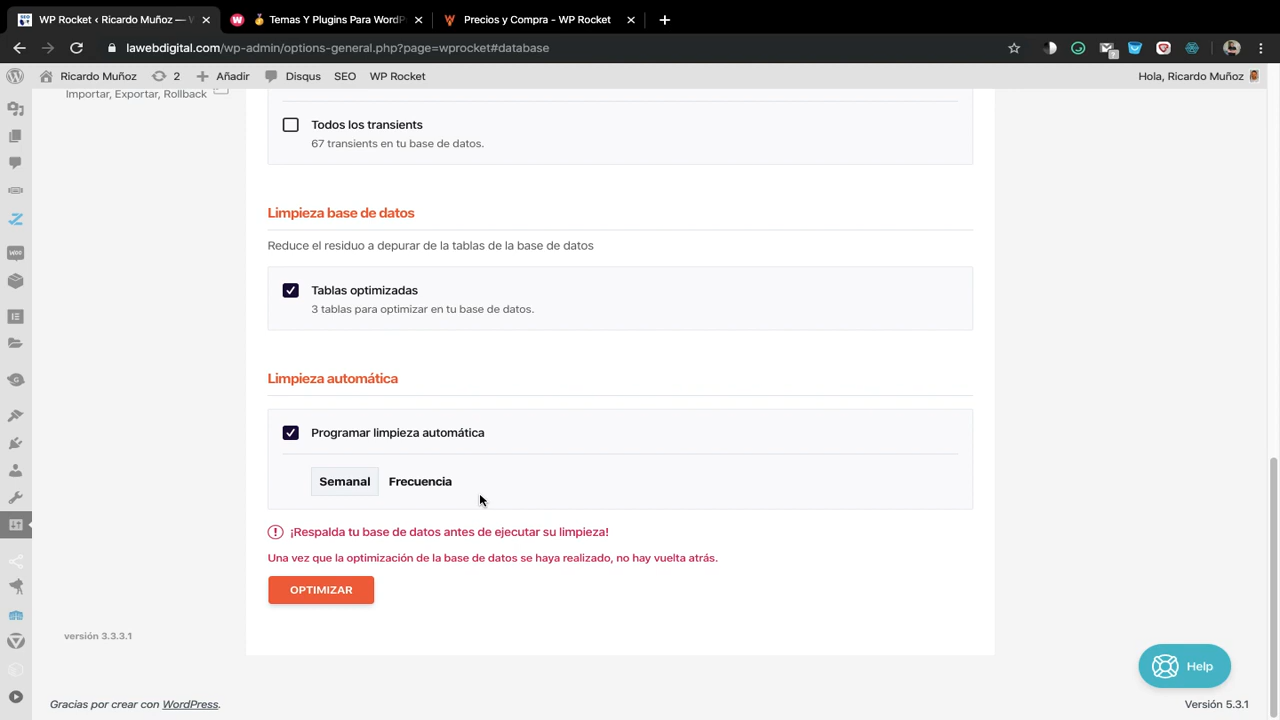 WP Rocket ‹ Ricardo Muñoz — W
Temas Y Plugins Para WordP
Precios y Compra - WP Rocket
lawebdigital.com/wp-admin/options-general.php?page=wprocket#database
Ricardo Muñoz
2
Añadir
Disqus
SEO
WP Rocket
Hola, Ricardo Muñoz
Importar, Exportar, Rollback
Todos los transients
67 transients en tu base de datos.
Limpieza base de datos
Reduce el residuo a depurar de la tablas de la base de datos
Tablas optimizadas
3 tablas para optimizar en tu base de datos.
Limpieza automática
Programar limpieza automática
Semanal Frecuencia
¡Respalda tu base de datos antes de ejecutar su limpieza!
Una vez que la optimización de la base de datos se haya realizado, no hay vuelta atrás.
OPTIMIZAR
versión 3.3.3.1
Help
Gracias por crear con WordPress.
Versión 5.3.1